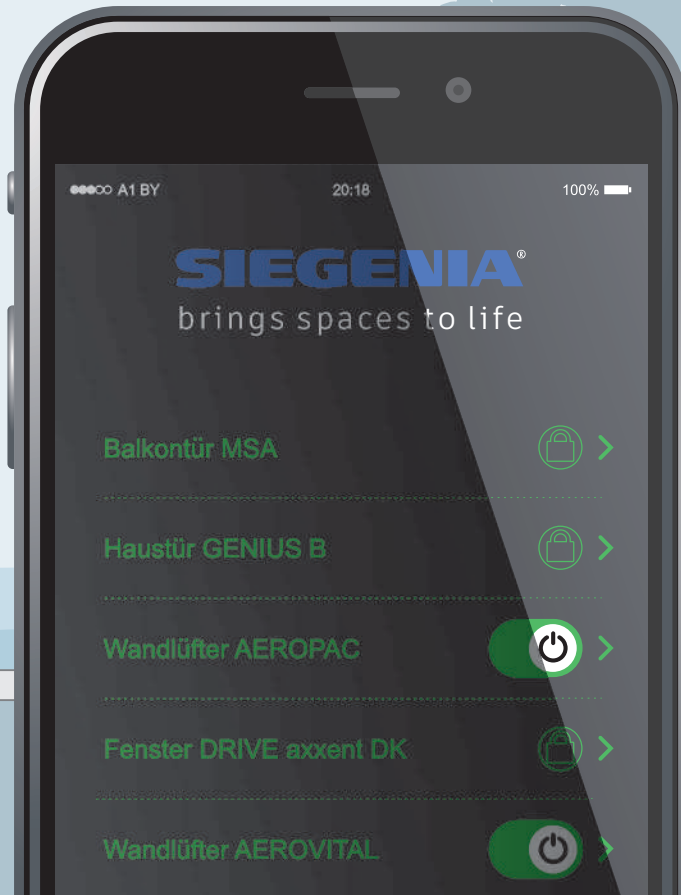 A1 BY 20:18 100%
SIEGENIA®
brings spaces to life
Balkontür MSA
Haustür GENIUS B
Wandlüfter AEROPAC
Fenster DRIVE axxent DK
Wandlüfter AEROVITAL